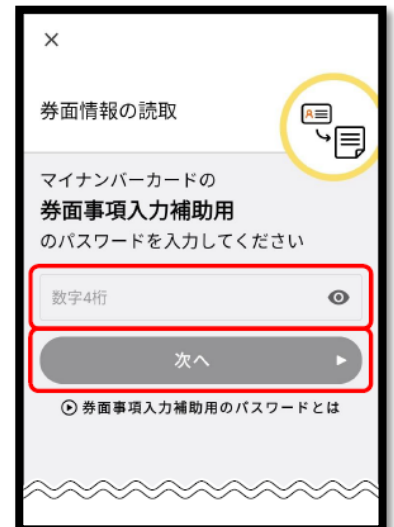 ×
券面情報の読取
A
マイナンバーカードの
券面事項入力補助用
のパスワードを入力してください
数字4桁
次へ
券面事項入力補助用のパスワードとは